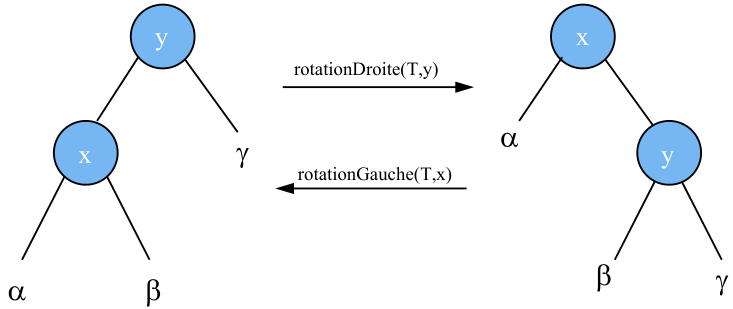 y
x
rotationDroite(T,y)
x
γ
α
rotationGauche(T,x)
y
α
β
β
γ